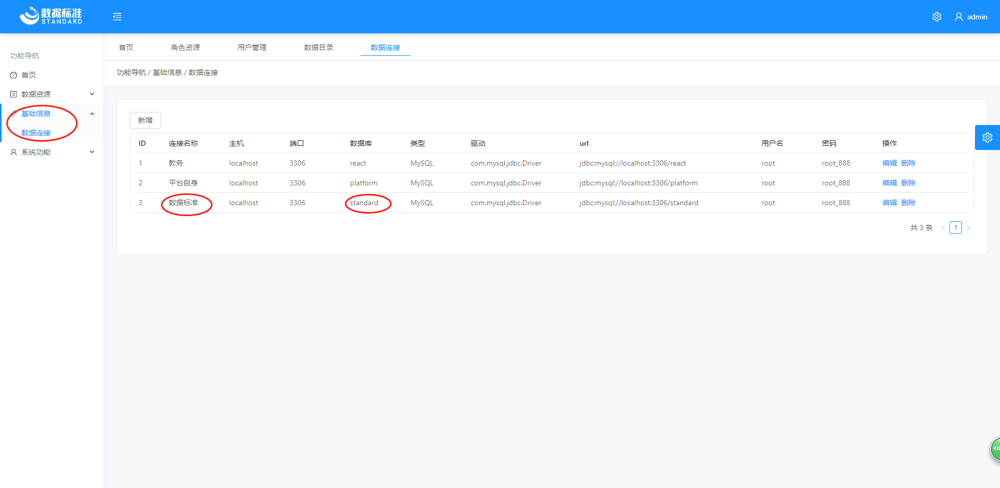 数据标准
STANDARD
admin
功能导航
首页
数据资源
基础信息
数据连接
系统功能
首页 角色资源 用户管理 数据目录 数据连接
功能导航 / 基础信息 / 数据连接
新增
ID 连接名称 主机 端口 数据库 类型 驱动 url 用户名 密码 操作
1 教务 localhost 3306 react MySQL com.mysql.jdbc.Driver jdbc:mysql://localhost:3306/react root root_888 编辑 删除
2 平台自身 localhost 3306 platform MySQL com.mysql.jdbc.Driver jdbc:mysql://localhost:3306/platform root root_888 编辑 删除
3 数据标准 localhost 3306 standard MySQL com.mysql.jdbc.Driver jdbc:mysql://localhost:3306/standard root root_888 编辑 删除
共 3 条 < 1 >
48